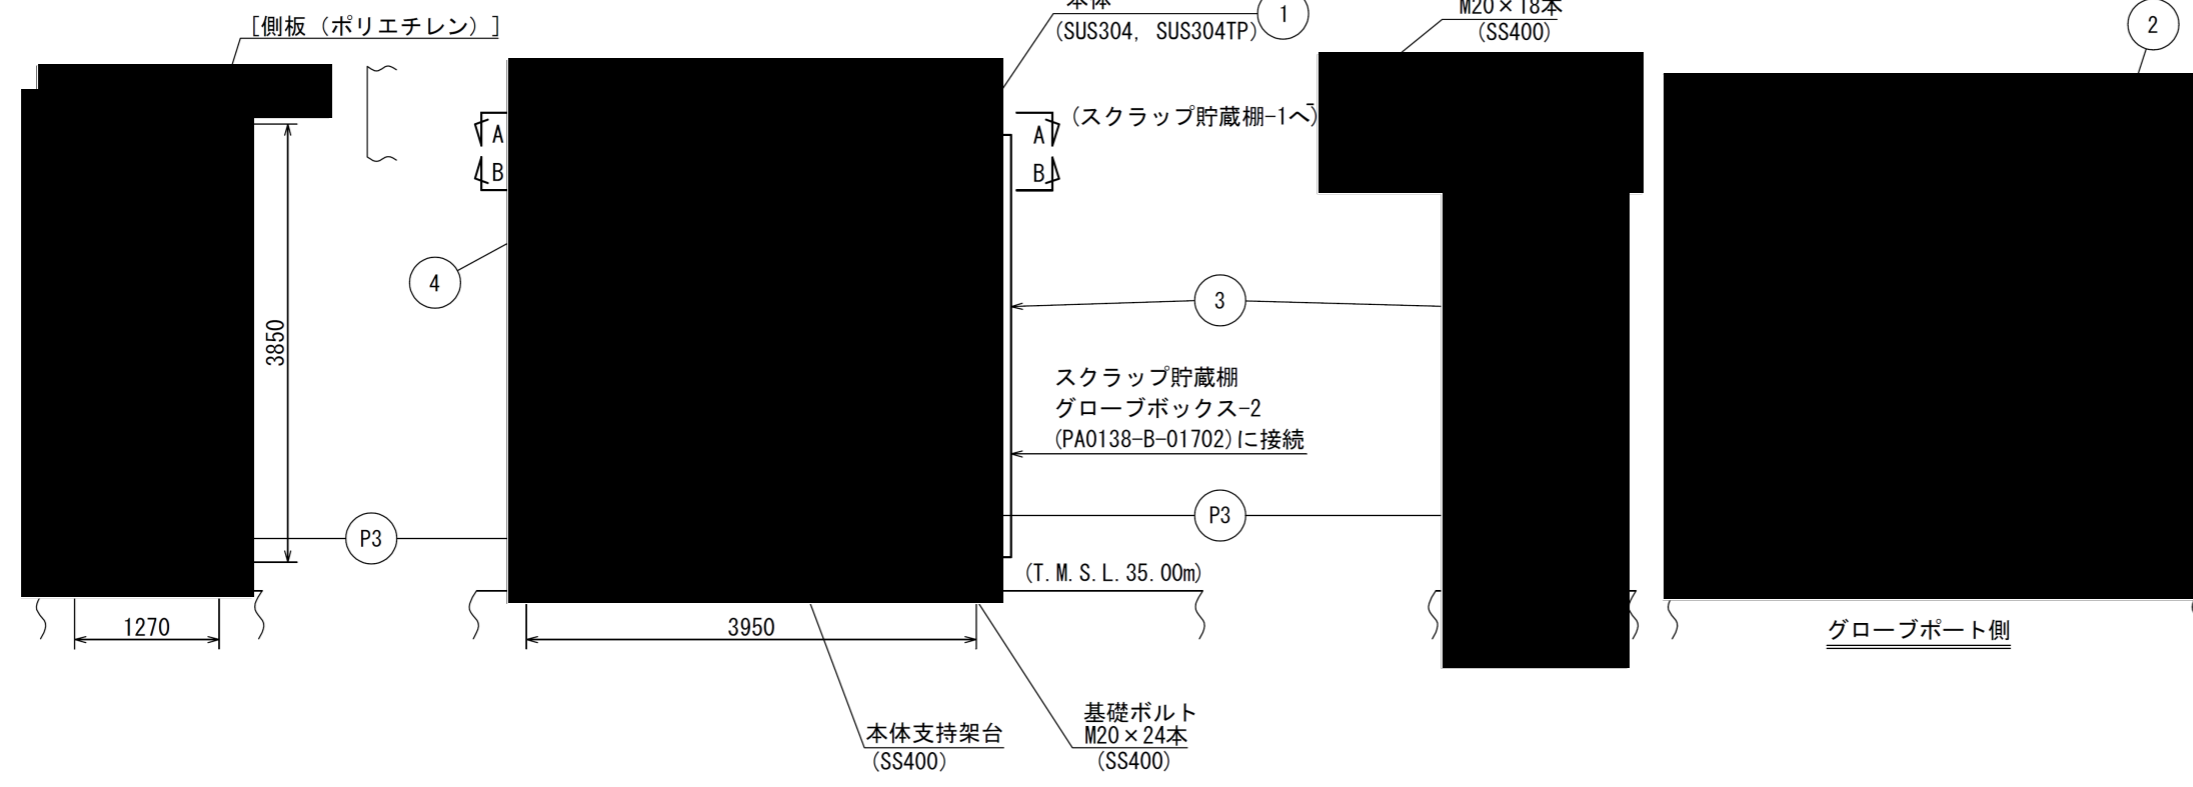 [側板（ポリエチレン）]
本体
(SUS304, SUS304TP)
1
M20×18本
(SS400)
2
A
B
A
B
(スクラップ貯蔵棚-1へ)
4
3
3850
スクラップ貯蔵棚
グローブボックス-2
(PA0138-B-01702)に接続
P3
P3
(T.M.S.L.35.00m)
1270
3950
グローブポート側
本体支持架台
(SS400)
基礎ボルト
M20×24本
(SS400)